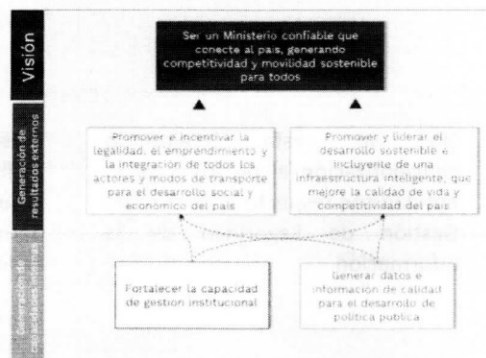 Visión
Ser un Ministerio confiable que
conecte al país, generando
competitividad y movilidad sostenible
para todos
Generación de
resultados externos
Promover e incentivar la
legalidad, el emprendimiento y
la integración de todos los
actores y modos de transporte
para el desarrollo social y
económico del país
Promover y liderar el
desarrollo sostenible e
incluyente de una
infraestructura inteligente, que
mejore la calidad de vida y
competitividad del país
Generación de
capacidades internas
Fortalecer la capacidad
de gestión institucional
Generar datos e
información de calidad
para el desarrollo de
política pública